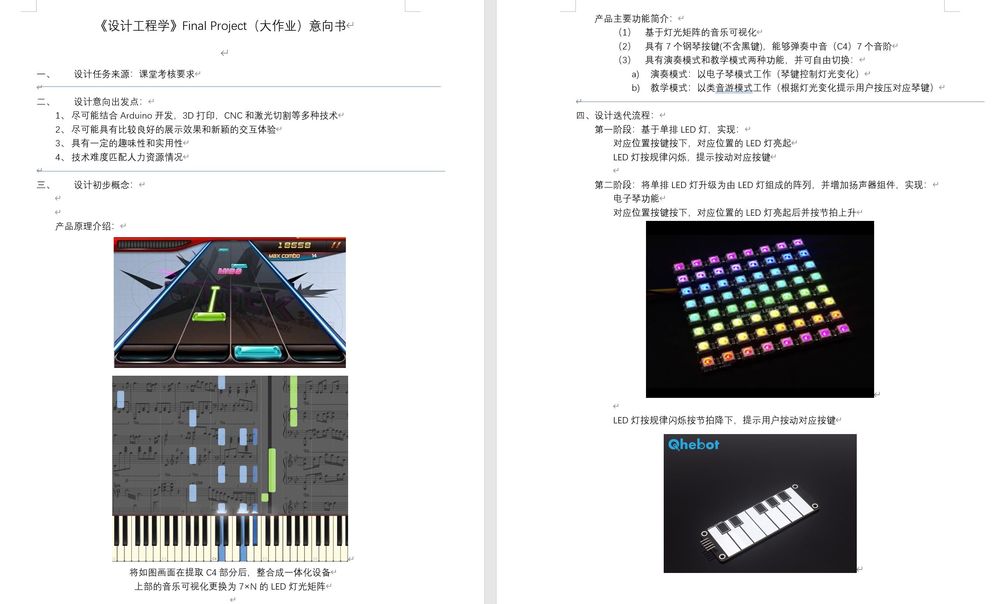 《设计工程学》Final Project（大作业）意向书
一、 设计任务来源：课堂考核要求
二、 设计意向出发点：
1、 尽可能结合 Arduino 开发，3D 打印，CNC 和激光切割等多种技术
2、 尽可能具有比较良好的展示效果和新颖的交互体验
3、 具有一定的趣味性和实用性
4、 技术难度匹配人力资源情况
三、 设计初步概念：
产品原理介绍：
18658
MAX COMBO 14
将如图画面在提取 C4 部分后，整合成一体化设备
上部的音乐可视化更换为 7×N 的 LED 灯光矩阵
产品主要功能简介：
（1） 基于灯光矩阵的音乐可视化
（2） 具有 7 个钢琴按键(不含黑键)，能够弹奏中音（C4）7 个音阶
（3） 具有演奏模式和教学模式两种功能，并可自由切换：
a) 演奏模式：以电子琴模式工作（琴键控制灯光变化）
b) 教学模式：以类音游模式工作（根据灯光变化提示用户按压对应琴键）
四、设计迭代流程：
第一阶段：基于单排 LED 灯，实现：
对应位置按键按下，对应位置的 LED 灯亮起
LED 灯按规律闪烁，提示按动对应按键
第二阶段：将单排 LED 灯升级为由 LED 灯组成的阵列，并增加扬声器组件，实现：
电子琴功能
对应位置按键按下，对应位置的 LED 灯亮起后并按节拍上升
LED 灯按规律闪烁按节拍降下，提示用户按动对应按键
Qhebot